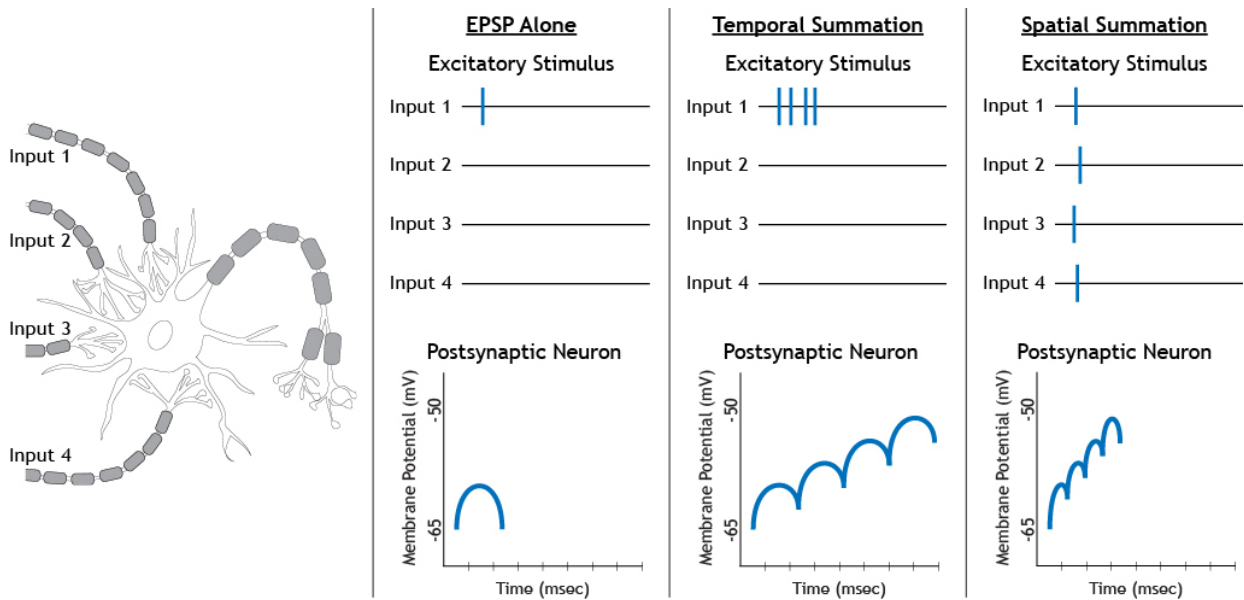 Input 1
Input 2
Input 3
Input 4
EPSP Alone
Excitatory Stimulus
Input 1
Input 2
Input 3
Input 4
Postsynaptic Neuron
Membrane Potential (mV)
-50
-65
Time (msec)
Temporal Summation
Excitatory Stimulus
Input 1
Input 2
Input 3
Input 4
Postsynaptic Neuron
Membrane Potential (mV)
-50
-65
Time (msec)
Spatial Summation
Excitatory Stimulus
Input 1
Input 2
Input 3
Input 4
Postsynaptic Neuron
Membrane Potential (mV)
-50
-65
Time (msec)